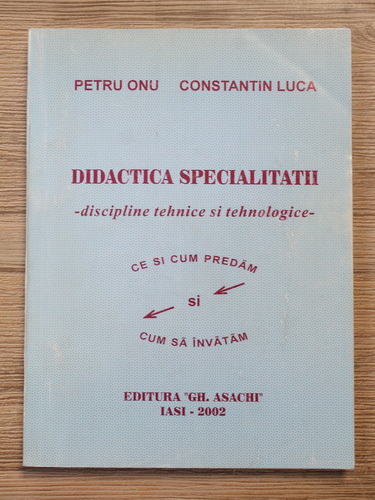 PETRU ONU CONSTANTIN LUCA
DIDACTICA SPECIALITATII
-discipline tehnice si tehnologice-
CE SI CUM PREDĂM
si
CUM SĂ ÎNVĂTĂM
EDITURA "GH. ASACHI"
IASI - 2002